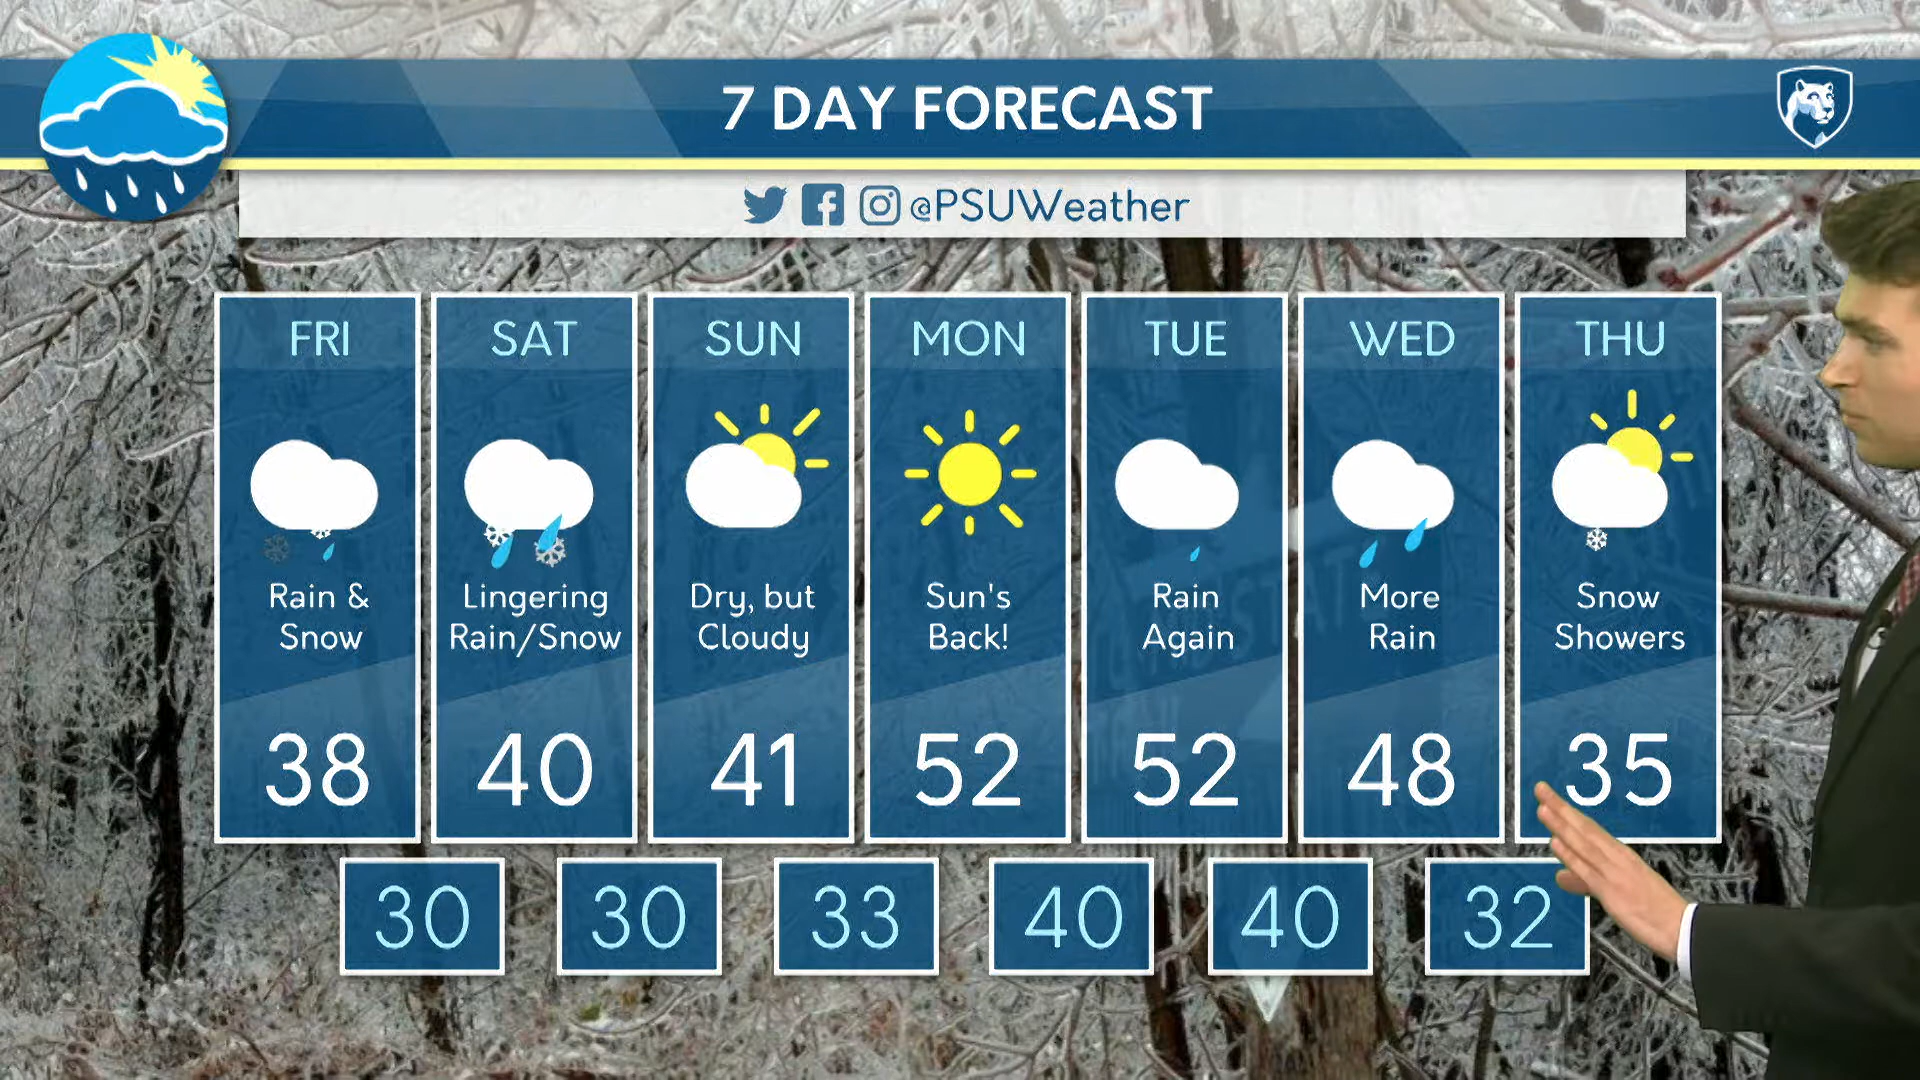 7 DAY FORECAST
@PSUWeather
FRI
Rain &
Snow
38
SAT
Lingering
Rain/Snow
40
SUN
Dry, but
Cloudy
41
MON
Sun's
Back!
52
TUE
Rain
Again
52
WED
More
Rain
48
THU
Snow
Showers
35
30
30
33
40
40
32